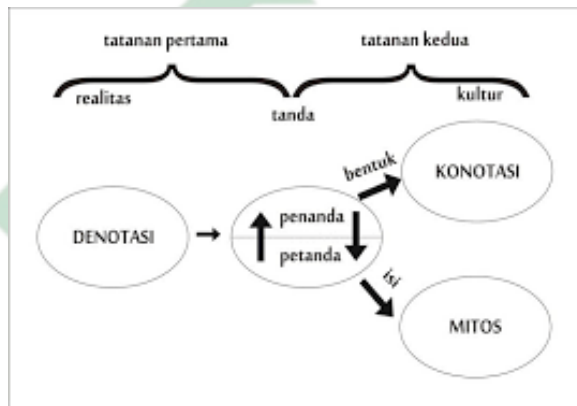 tatanan pertama
tatanan kedua
realitas
tanda
kultur
bentuk
KONOTASI
DENOTASI
penanda
petanda
isi
MITOS